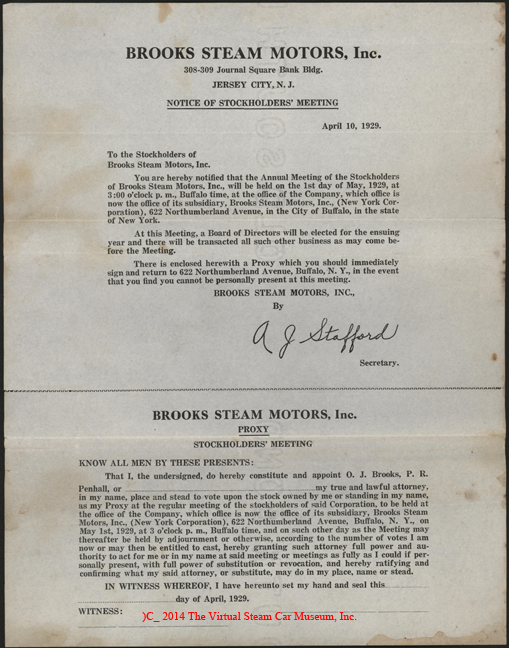 BROOKS STEAM MOTORS, Inc.
308-309 Journal Square Bank Bldg.
JERSEY CITY, N. J.
NOTICE OF STOCKHOLDERS' MEETING
April 10, 1929.
To the Stockholders of
Brooks Steam Motors, Inc.
You are hereby notified that the Annual Meeting of the Stockholders
of Brooks Steam Motors, Inc., will be held on the 1st day of May, 1929, at
3:00 o'clock p. m., Buffalo time, at the office of the Company, which office is
now the office of its subsidiary, Brooks Steam Motors, Inc., (New York Cor-
poration), 622 Northumberland Avenue, in the City of Buffalo, in the state
of New York.
At this Meeting, a Board of Directors will be elected for the ensuing
year and there will be transacted all such other business as may come be-
fore the Meeting.
There is enclosed herewith a Proxy which you should immediately
sign and return to 622 Northumberland Avenue, Buffalo, N. Y., in the event
that you find you cannot be personally present at this meeting.
BROOKS STEAM MOTORS, INC.,
By
A J Stafford
Secretary.
BROOKS STEAM MOTORS, Inc.
PROXY
STOCKHOLDERS' MEETING
KNOW ALL MEN BY THESE PRESENTS:
That I, the undersigned, do hereby constitute and appoint O. J. Brooks, P. R.
Penhall, or my true and lawful attorney,
in my name, place and stead to vote upon the stock owned by me or standing in my name,
as my Proxy at the regular meeting of the stockholders of said Corporation, to be held at
the office of the Company, which office is now the office of its subsidiary, Brooks Steam
Motors, Inc., (New York Corporation), 622 Northumberland Avenue, Buffalo, N. Y., on
May 1st, 1929, at 3 o'clock p. m., Buffalo time, and on such other day as the Meeting may
thereafter be held by adjournment or otherwise, according to the number of votes I am
now or may then be entitled to cast, hereby granting such attorney full power and au-
thority to act for me or in my name at said meeting or meetings as fully as I could if per-
sonally present, with full power of substitution or revocation, and hereby ratifying and
confirming what my said attorney, or substitute, may do in my place, name or stead.
IN WITNESS WHEREOF, I have hereunto set my hand and seal this
day of April, 1929.
WITNESS:
)C_ 2014 The Virtual Steam Car Museum, Inc.